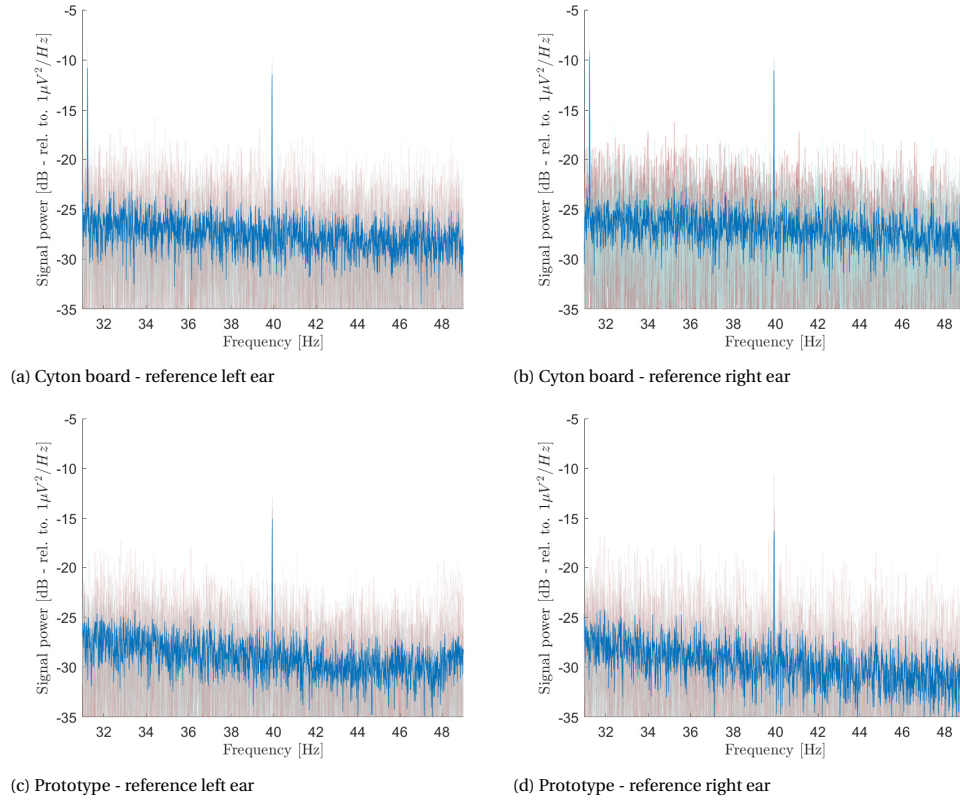 -5
-10
-15
-20
-25
-30
-35
32 34 36 38 40 42 44 46 48
Signal power [dB - rel. to. 1μV²/Hz]
Frequency [Hz]
(a) Cyton board - reference left ear
-5
-10
-15
-20
-25
-30
-35
32 34 36 38 40 42 44 46 48
Signal power [dB - rel. to. 1μV²/Hz]
Frequency [Hz]
(b) Cyton board - reference right ear
-5
-10
-15
-20
-25
-30
-35
32 34 36 38 40 42 44 46 48
Signal power [dB - rel. to. 1μV²/Hz]
Frequency [Hz]
(c) Prototype - reference left ear
-5
-10
-15
-20
-25
-30
-35
32 34 36 38 40 42 44 46 48
Signal power [dB - rel. to. 1μV²/Hz]
Frequency [Hz]
(d) Prototype - reference right ear